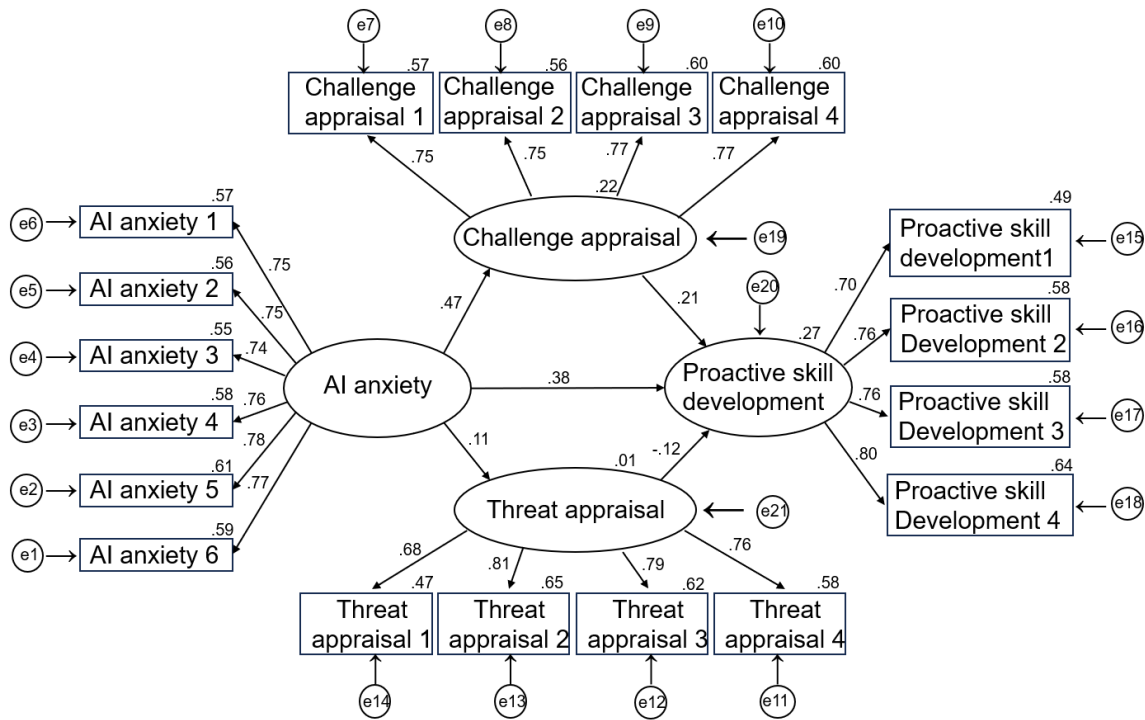 e7
e8
e9
e10
.57
.56
.60
.60
Challenge
appraisal 1
Challenge
appraisal 2
Challenge
appraisal 3
Challenge
appraisal 4
.75
.75
.77
.77
.22
Challenge appraisal
e19
e6
.57
AI anxiety 1
e5
.56
AI anxiety 2
e4
.55
AI anxiety 3
e3
.58
AI anxiety 4
e2
.61
AI anxiety 5
e1
.59
AI anxiety 6
.75
.75
.74
.76
.78
.77
AI anxiety
.47
.38
.11
.21
-.12
e20
.27
Proactive skill
development
.70
.76
.76
.80
.49
Proactive skill
development1
e15
.58
Proactive skill
Development 2
e16
.58
Proactive skill
Development 3
e17
.64
Proactive skill
Development 4
e18
.01
Threat appraisal
e21
.68
.81
.79
.76
.47
.65
.62
.58
Threat
appraisal 1
Threat
appraisal 2
Threat
appraisal 3
Threat
appraisal 4
e14
e13
e12
e11